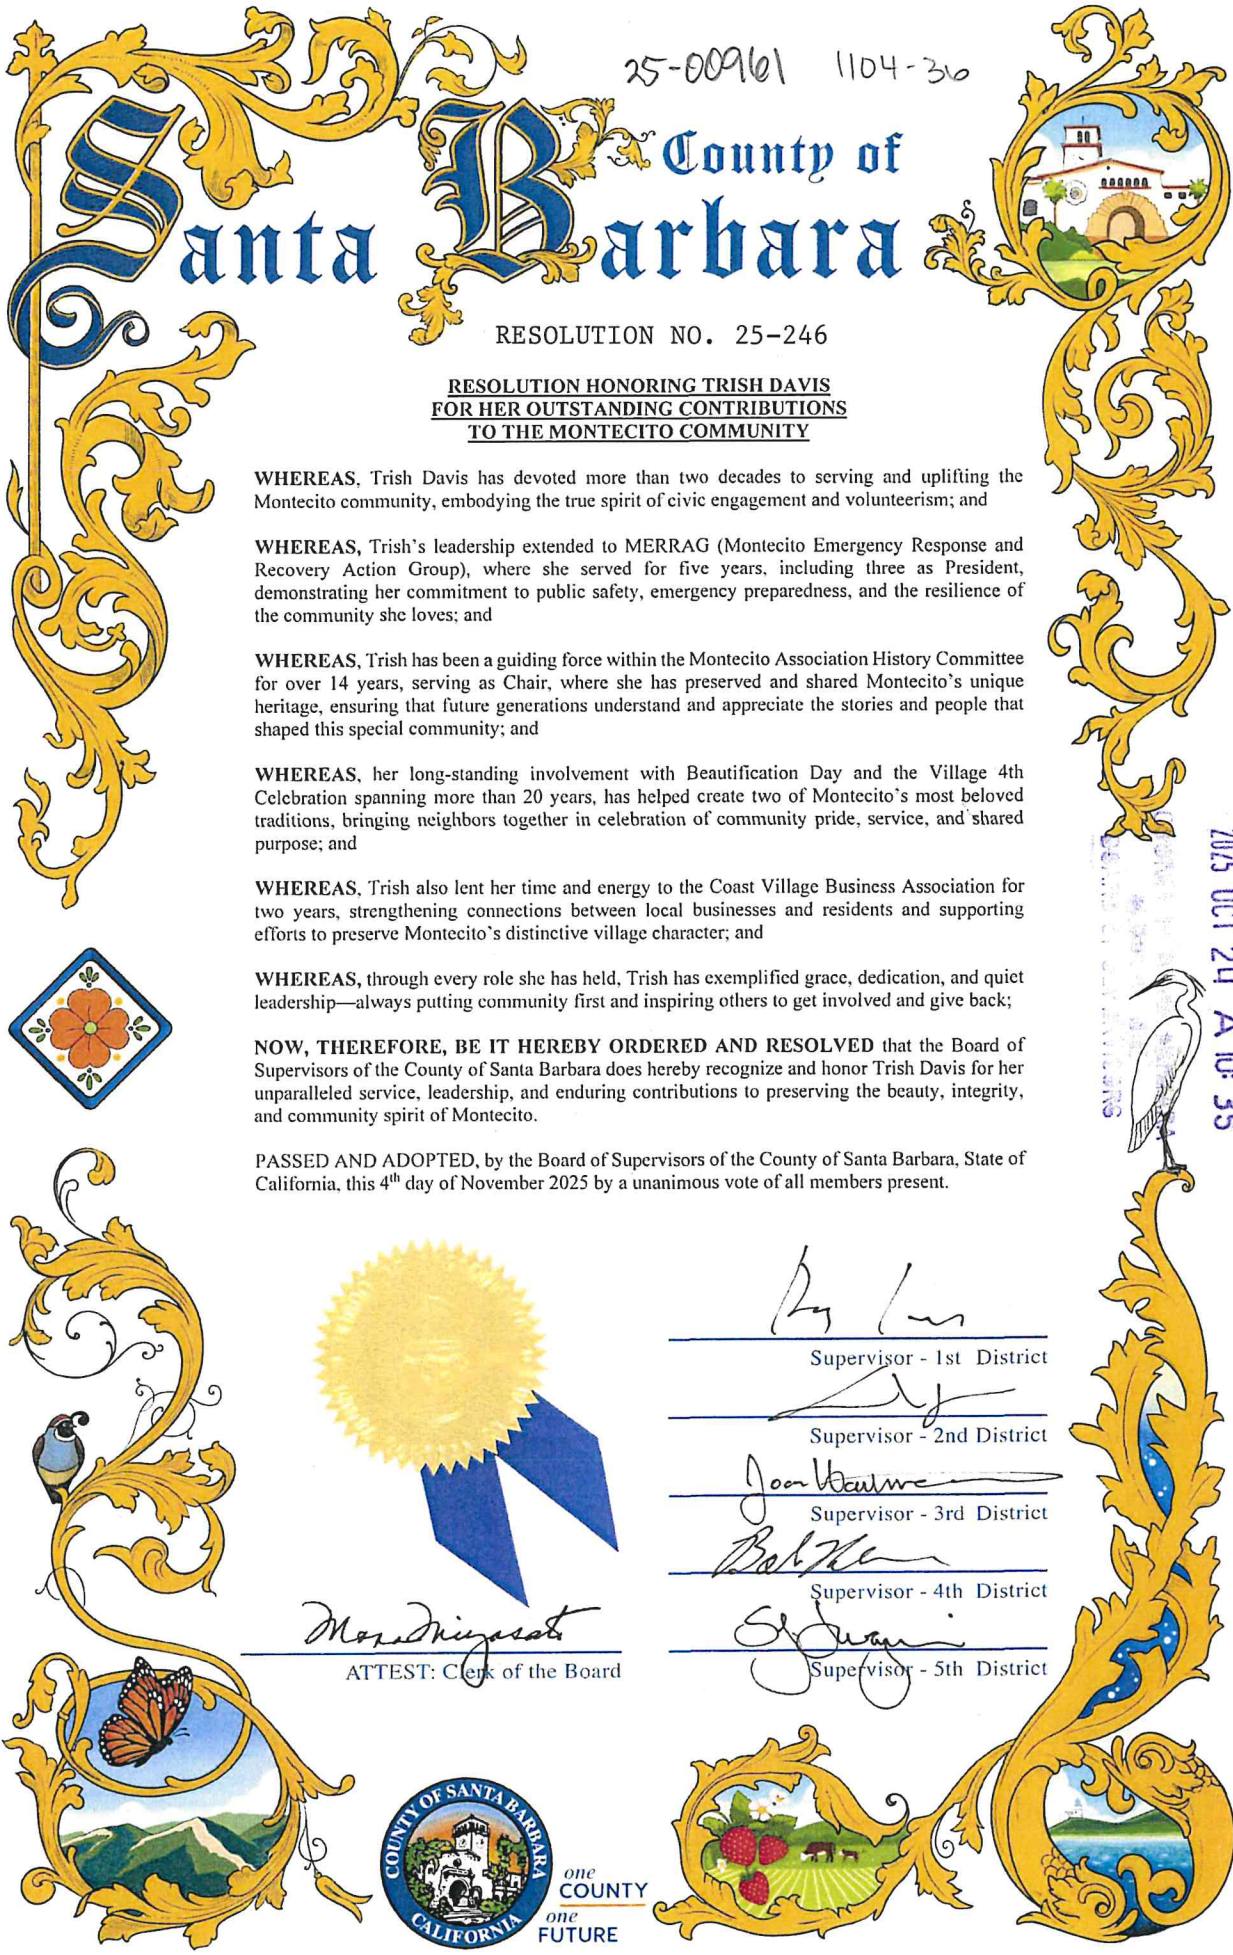 25-00961 1104-36
County of
Santa Barbara
RESOLUTION NO. 25-246
RESOLUTION HONORING TRISH DAVIS
FOR HER OUTSTANDING CONTRIBUTIONS
TO THE MONTECITO COMMUNITY
WHEREAS, Trish Davis has devoted more than two decades to serving and uplifting the
Montecito community, embodying the true spirit of civic engagement and volunteerism; and
WHEREAS, Trish's leadership extended to MERRAG (Montecito Emergency Response and
Recovery Action Group), where she served for five years, including three as President,
demonstrating her commitment to public safety, emergency preparedness, and the resilience of
the community she loves; and
WHEREAS, Trish has been a guiding force within the Montecito Association History Committee
for over 14 years, serving as Chair, where she has preserved and shared Montecito's unique
heritage, ensuring that future generations understand and appreciate the stories and people that
shaped this special community; and
WHEREAS, her long-standing involvement with Beautification Day and the Village 4th
Celebration spanning more than 20 years, has helped create two of Montecito's most beloved
traditions, bringing neighbors together in celebration of community pride, service, and shared
purpose; and
WHEREAS, Trish also lent her time and energy to the Coast Village Business Association for
two years, strengthening connections between local businesses and residents and supporting
efforts to preserve Montecito's distinctive village character; and
WHEREAS, through every role she has held, Trish has exemplified grace, dedication, and quiet
leadership—always putting community first and inspiring others to get involved and give back;
NOW, THEREFORE, BE IT HEREBY ORDERED AND RESOLVED that the Board of
Supervisors of the County of Santa Barbara does hereby recognize and honor Trish Davis for her
unparalleled service, leadership, and enduring contributions to preserving the beauty, integrity,
and community spirit of Montecito.
PASSED AND ADOPTED, by the Board of Supervisors of the County of Santa Barbara, State of
California, this 4th day of November 2025 by a unanimous vote of all members present.
2025 OCT 24 A 10: 35
Supervisor - 1st District
Supervisor - 2nd District
Joan Hartmann
Supervisor - 3rd District
Supervisor - 4th District
Supervisor - 5th District
Mona Miyasato
ATTEST: Clerk of the Board
COUNTY OF SANTA BARBARA
CALIFORNIA
one
COUNTY
one
FUTURE